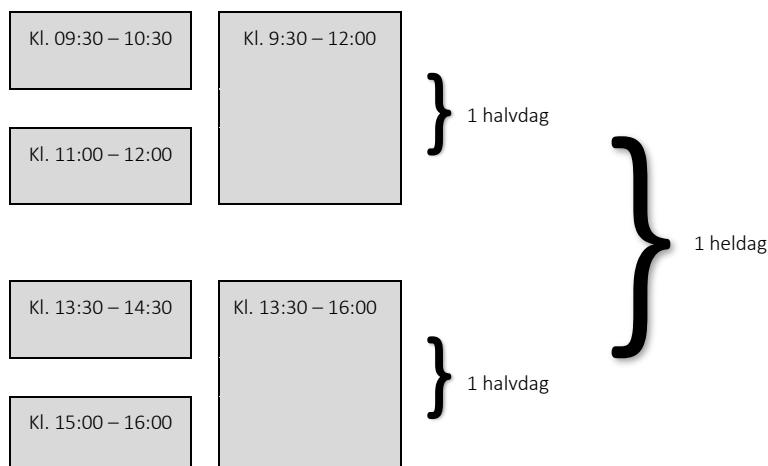 Kl. 09:30 – 10:30
Kl. 9:30 – 12:00
1 halvdag
Kl. 11:00 – 12:00
1 heldag
Kl. 13:30 – 14:30
Kl. 13:30 – 16:00
1 halvdag
Kl. 15:00 – 16:00